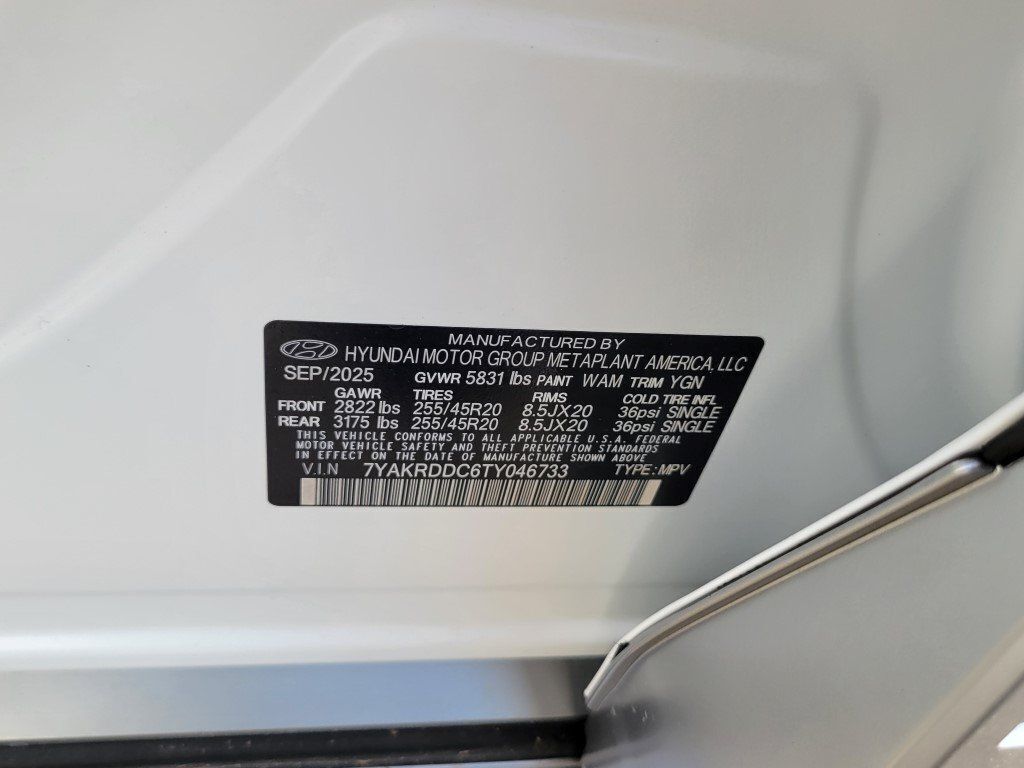 MANUFACTURED BY
HYUNDAI MOTOR GROUP METAPLANT AMERICA, LLC
SEP/2025 GVWR 5831 lbs PAINT WAM TRIM YGN
GAWR TIRES RIMS COLD TIRE INFL
FRONT 2822 lbs 255/45R20 8.5JX20 36psi SINGLE
REAR 3175 lbs 255/45R20 8.5JX20 36psi SINGLE
THIS VEHICLE CONFORMS TO ALL APPLICABLE U.S.A. FEDERAL
MOTOR VEHICLE SAFETY AND THEFT PREVENTION STANDARDS
IN EFFECT ON THE DATE OF MANUFACTURE SHOWN ABOVE
V.I.N 7YAKRDDC6TY046733 TYPE: MPV